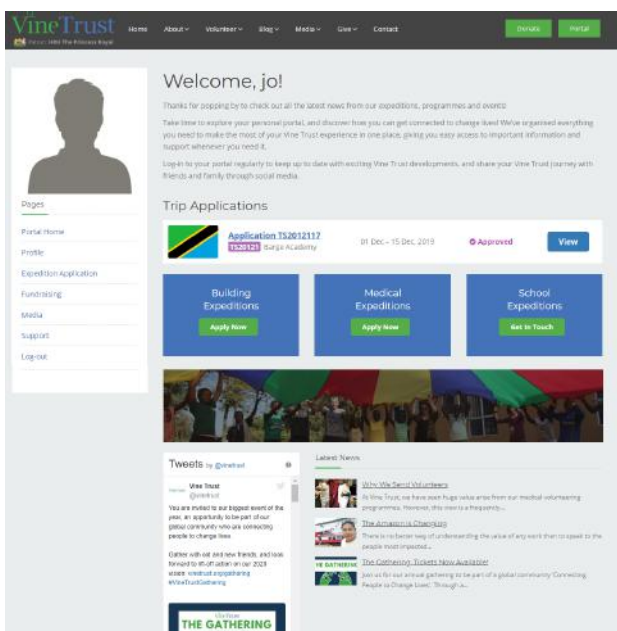 VineTrust
Patron: HRH The Princess Royal
Home
About
Volunteer
Blog
Media
Give
Contact
Donate
Portal
Welcome, jo!
Thanks for popping by to check out all the latest news from our expeditions, programmes and events!
Take time to explore your personal portal, and discover how you can get connected to change lives! We've organised everything
you need to make the most of your Vine Trust experience in one place, giving you easy access to important information and
support whenever you need it.
Log-in to your portal regularly to keep up to date with exciting Vine Trust developments, and share your Vine Trust journey with
friends and family through social media.
Pages
Portal Home
Profile
Expedition Application
Fundraising
Media
Support
Log-out
Trip Applications
Application TS2012117
TS20121 Ibarga Academy
01 Dec - 15 Dec, 2019
Approved
View
Building
Expeditions
Apply Now
Medical
Expeditions
Apply Now
School
Expeditions
Get In Touch
Tweets by @vinetrust
Vine Trust
@vinetrust
You are invited to our biggest event of the
year, an opportunity to be part of our
global community who are connecting
people to change lives
Gather with old and new friends, and look
forward to lift-off action on our 2020
vision! vinetrust.org/gathering
#VineTrustGathering
THE GATHERING
Latest News
Why We Send Volunteers
At Vine Trust, we have seen huge value arise from our medical volunteering
programmes. However, this view is a frequently...
The Amazon is Changing
There is no better way of understanding the value of any work than to speak to the
people most impacted...
THE GATHERING
The Gathering: Tickets Now Available!
Join us for our annual gathering to be part of a global community 'Connecting
People to Change Lives'. Through a...